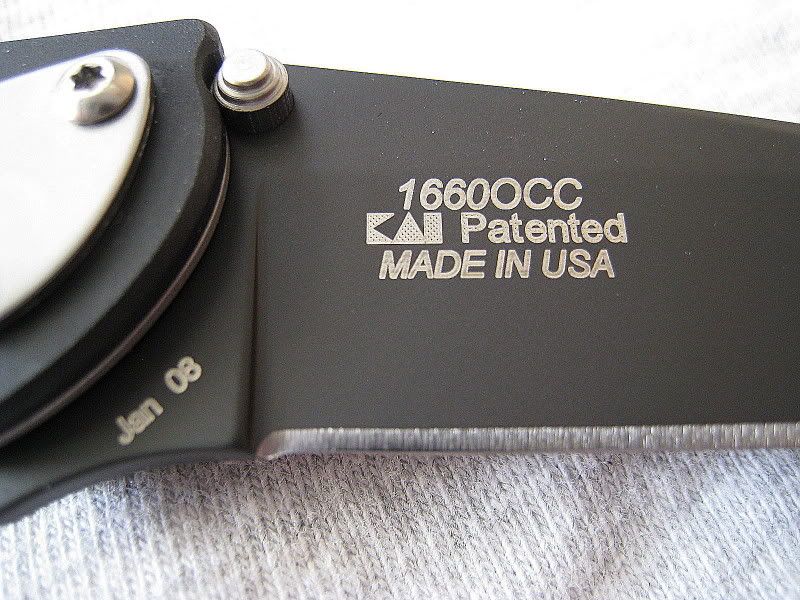 1660OCC
KAI Patented
MADE IN USA
Jan 08